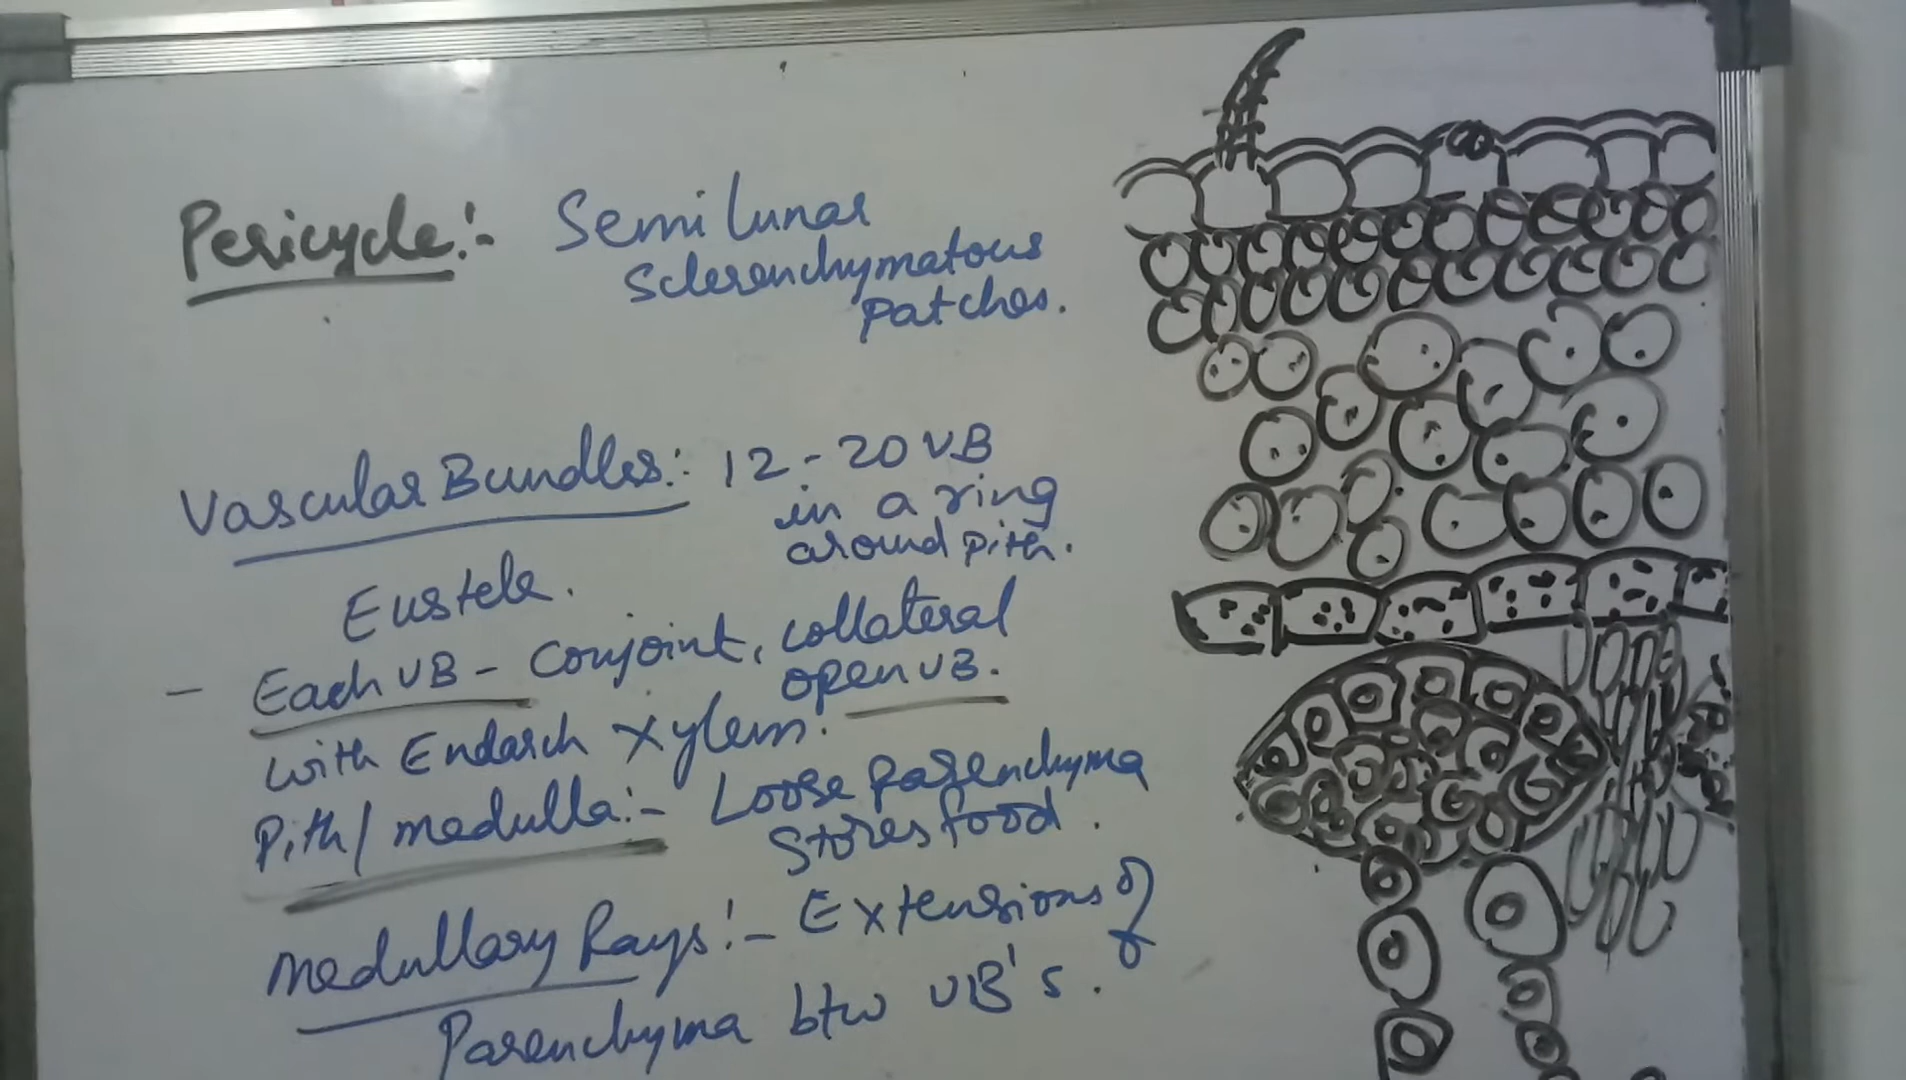 Pericycle:- Semilunar
Sclerenchymatous
Patches.
Vascular Bundles: 12-20 VB
in a ring
around pith.
Eustele.
- Each VB - Conjoint, collateral
open VB.
with Endarch Xylem.
Pith/medulla:- Loose Parenchyma
Stores food.
Medullary Rays:- Extensions of
Parenchyma btw VB's.